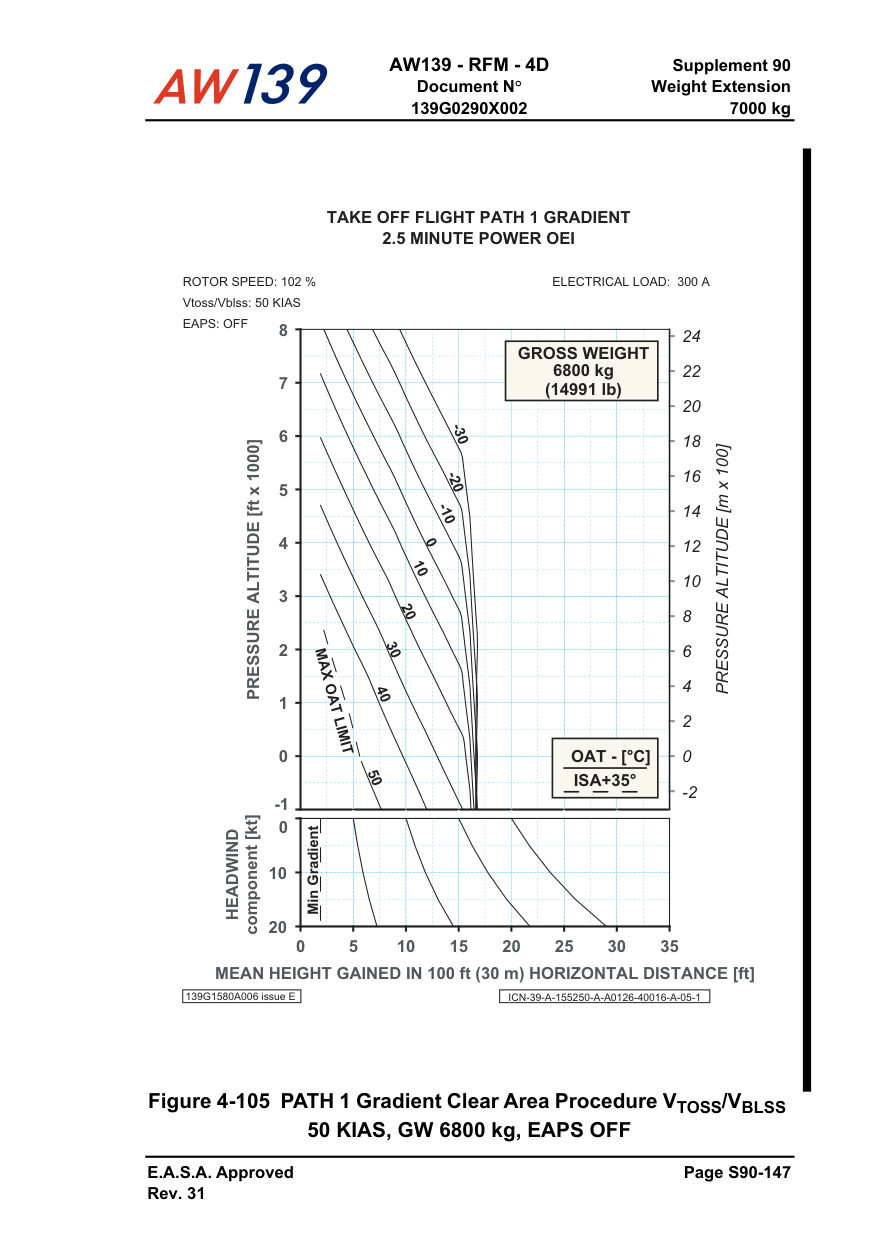 AW139
AW139 - RFM - 4D
Document N°
139G0290X002
Supplement 90
Weight Extension
7000 kg
TAKE OFF FLIGHT PATH 1 GRADIENT
2.5 MINUTE POWER OEI
ROTOR SPEED: 102 %
ELECTRICAL LOAD: 300 A
Vtoss/Vblss: 50 KIAS
EAPS: OFF
8
7
6
5
4
3
2
1
0
-1
PRESSURE ALTITUDE [ft x 1000]
GROSS WEIGHT
6800 kg
(14991 lb)
24
22
20
18
16
14
12
10
8
6
4
2
0
-2
PRESSURE ALTITUDE [m x 100]
-30
-20
-10
0
10
20
30
40
50
MAX OAT LIMIT
OAT - [°C]
ISA+35°
HEADWIND
component [kt]
0
10
20
Min Gradient
0 5 10 15 20 25 30 35
MEAN HEIGHT GAINED IN 100 ft (30 m) HORIZONTAL DISTANCE [ft]
139G1580A006 issue E
ICN-39-A-155250-A-A0126-40016-A-05-1
Figure 4-105 PATH 1 Gradient Clear Area Procedure VTOSS/VBLSS
50 KIAS, GW 6800 kg, EAPS OFF
E.A.S.A. Approved
Rev. 31
Page S90-147